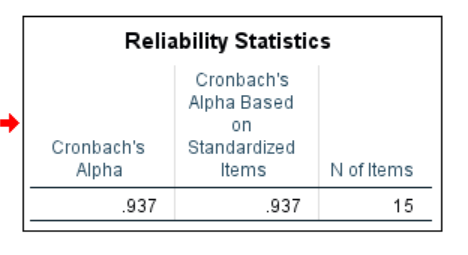 Reliability Statistics
Cronbach's
Alpha
Cronbach's
Alpha Based
on
Standardized
Items
N of Items
.937 .937 15